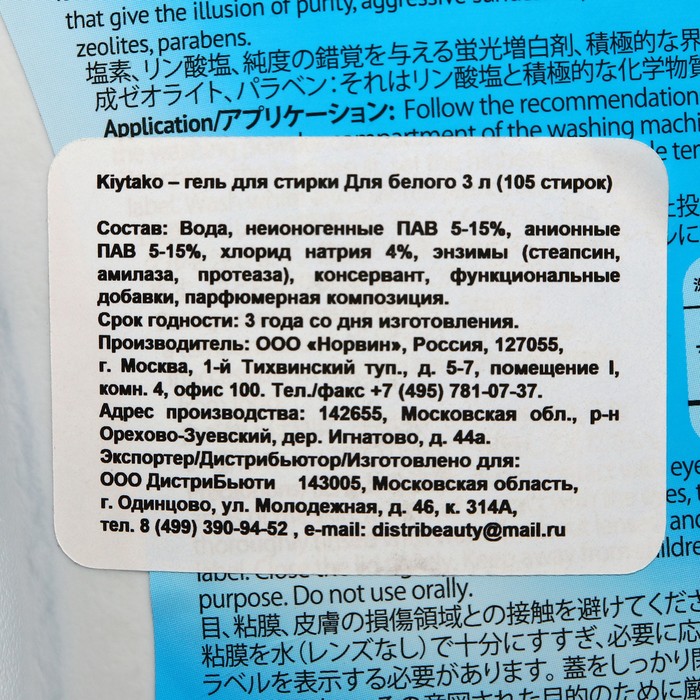 that give the illusion of purity, aggressive
zeolites, parabens.
塩素、リン酸塩、純度の錯覚を与える蛍光増白剤、積極的な界
成ゼオライト、パラベン：それはリン酸塩と積極的な化学物質
Application/アプリケーション: Follow the recommendation
compartment of the washing machi
Kiytako – гель для стирки Для белого 3 л (105 стирок)
Состав: Вода, неионогенные ПАВ 5-15%, анионные
ПАВ 5-15%, хлорид натрия 4%, энзимы (стеапсин,
амилаза, протеаза), консервант, функциональные
добавки, парфюмерная композиция.
Срок годности: 3 года со дня изготовления.
Производитель: ООО «Норвин», Россия, 127055,
г. Москва, 1-й Тихвинский туп., д. 5-7, помещение I,
комн. 4, офис 100. Тел./факс +7 (495) 781-07-37.
Адрес производства: 142655, Московская обл., р-н
Орехово-Зуевский, дер. Игнатово, д. 44а.
Экспортер/Дистрибьютор/Изготовлено для:
ООО ДистриБьюти 143005, Московская область,
г. Одинцово, ул. Молодежная, д. 46, к. 314А,
тел. 8 (499) 390-94-52 , e-mail: distribeauty@mail.ru
label. Close the
purpose. Do not use orally.
目、粘膜、皮膚の損傷領域との接触を避けてくださ
粘膜を水（レンズなし）で十分にすすぎ、必要に応
ラベルを表示する必要があります。蓋をしっかり閉